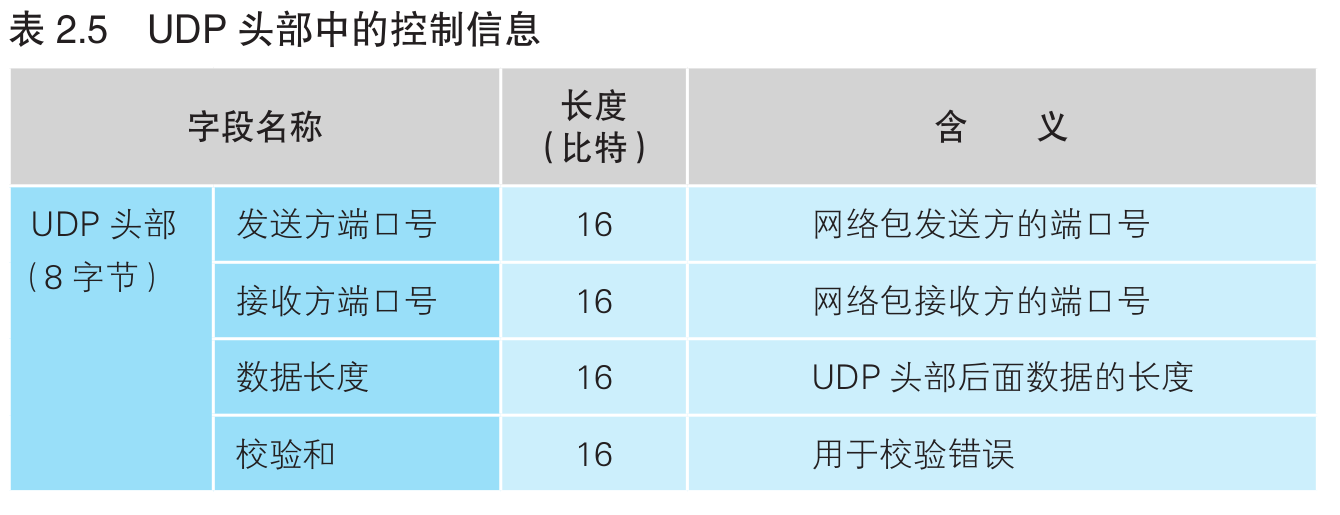 表 2.5 UDP 头部中的控制信息
字段名称
长度
（比特）
含 义
UDP 头部
（8 字节）
发送方端口号
16
网络包发送方的端口号
接收方端口号
16
网络包接收方的端口号
数据长度
16
UDP 头部后面数据的长度
校验和
16
用于校验错误